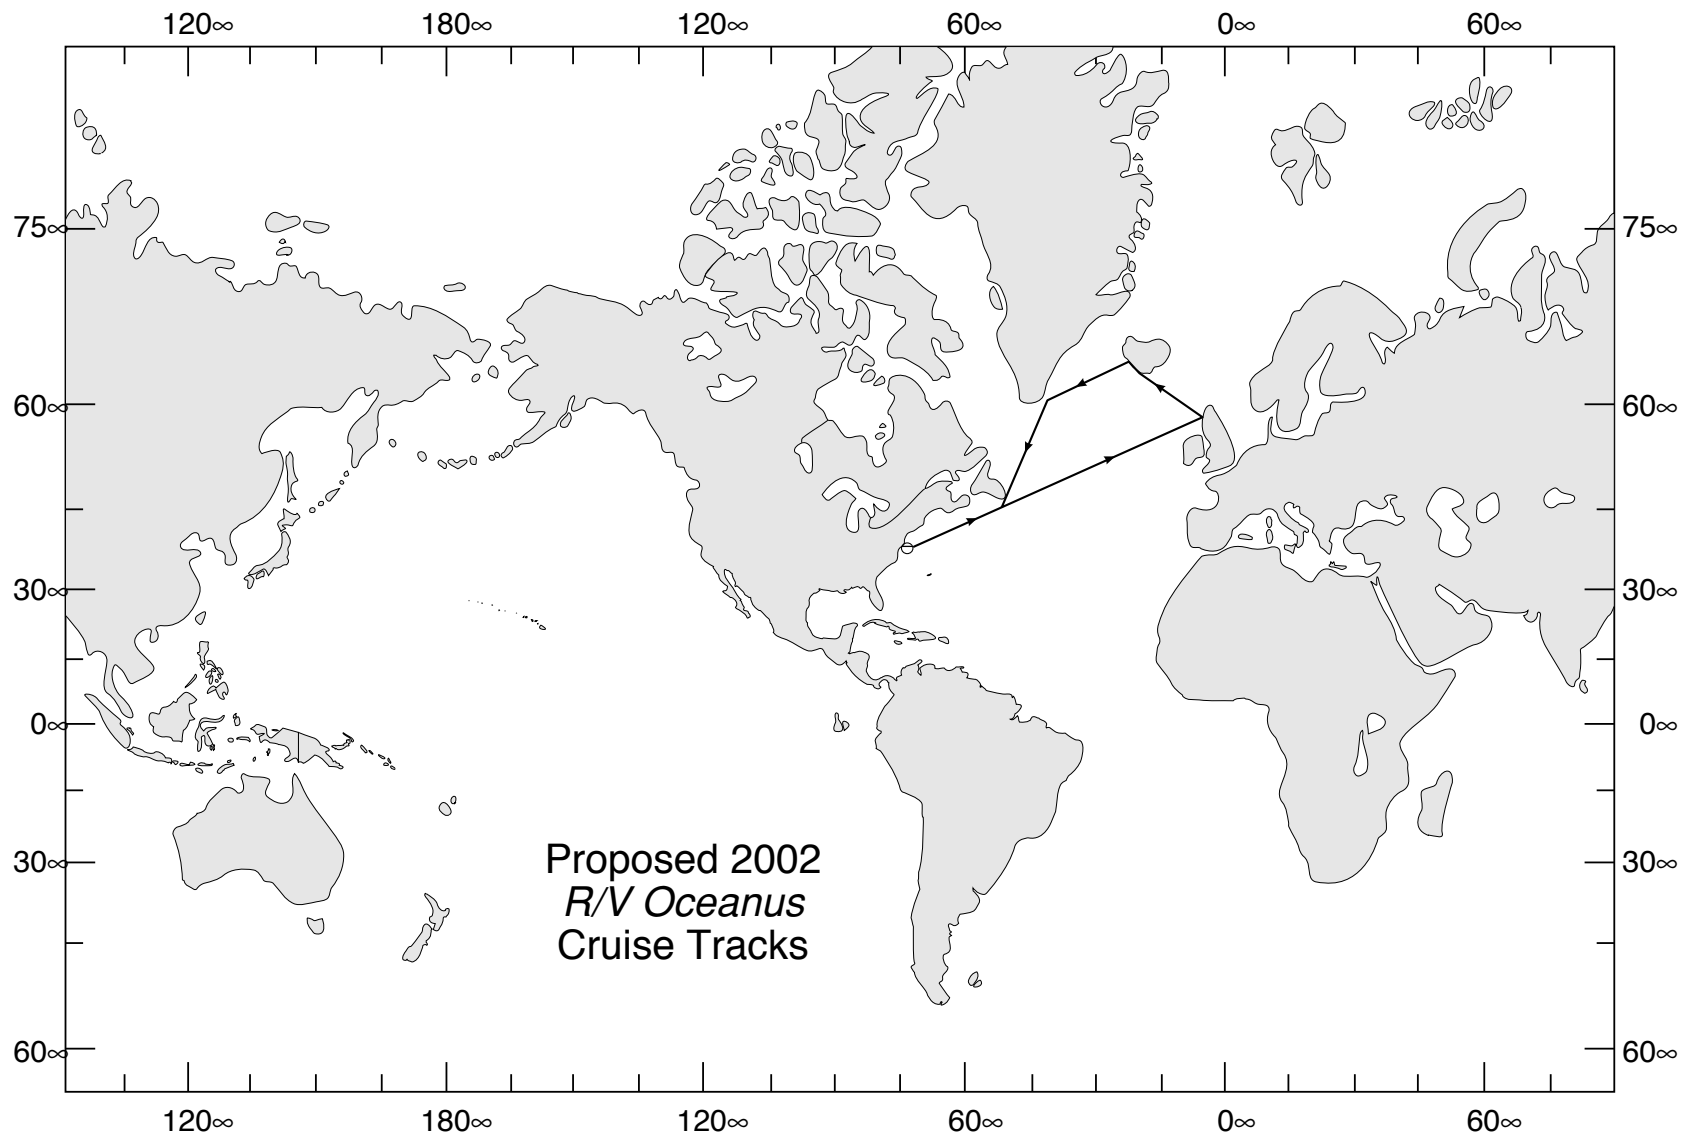 120∞ 180∞ 120∞ 60∞ 0∞ 60∞
75∞ 75∞
60∞ 60∞
30∞ 30∞
0∞ 0∞
Proposed 2002
R/V Oceanus
Cruise Tracks
30∞ 30∞
60∞ 60∞
120∞ 180∞ 120∞ 60∞ 0∞ 60∞